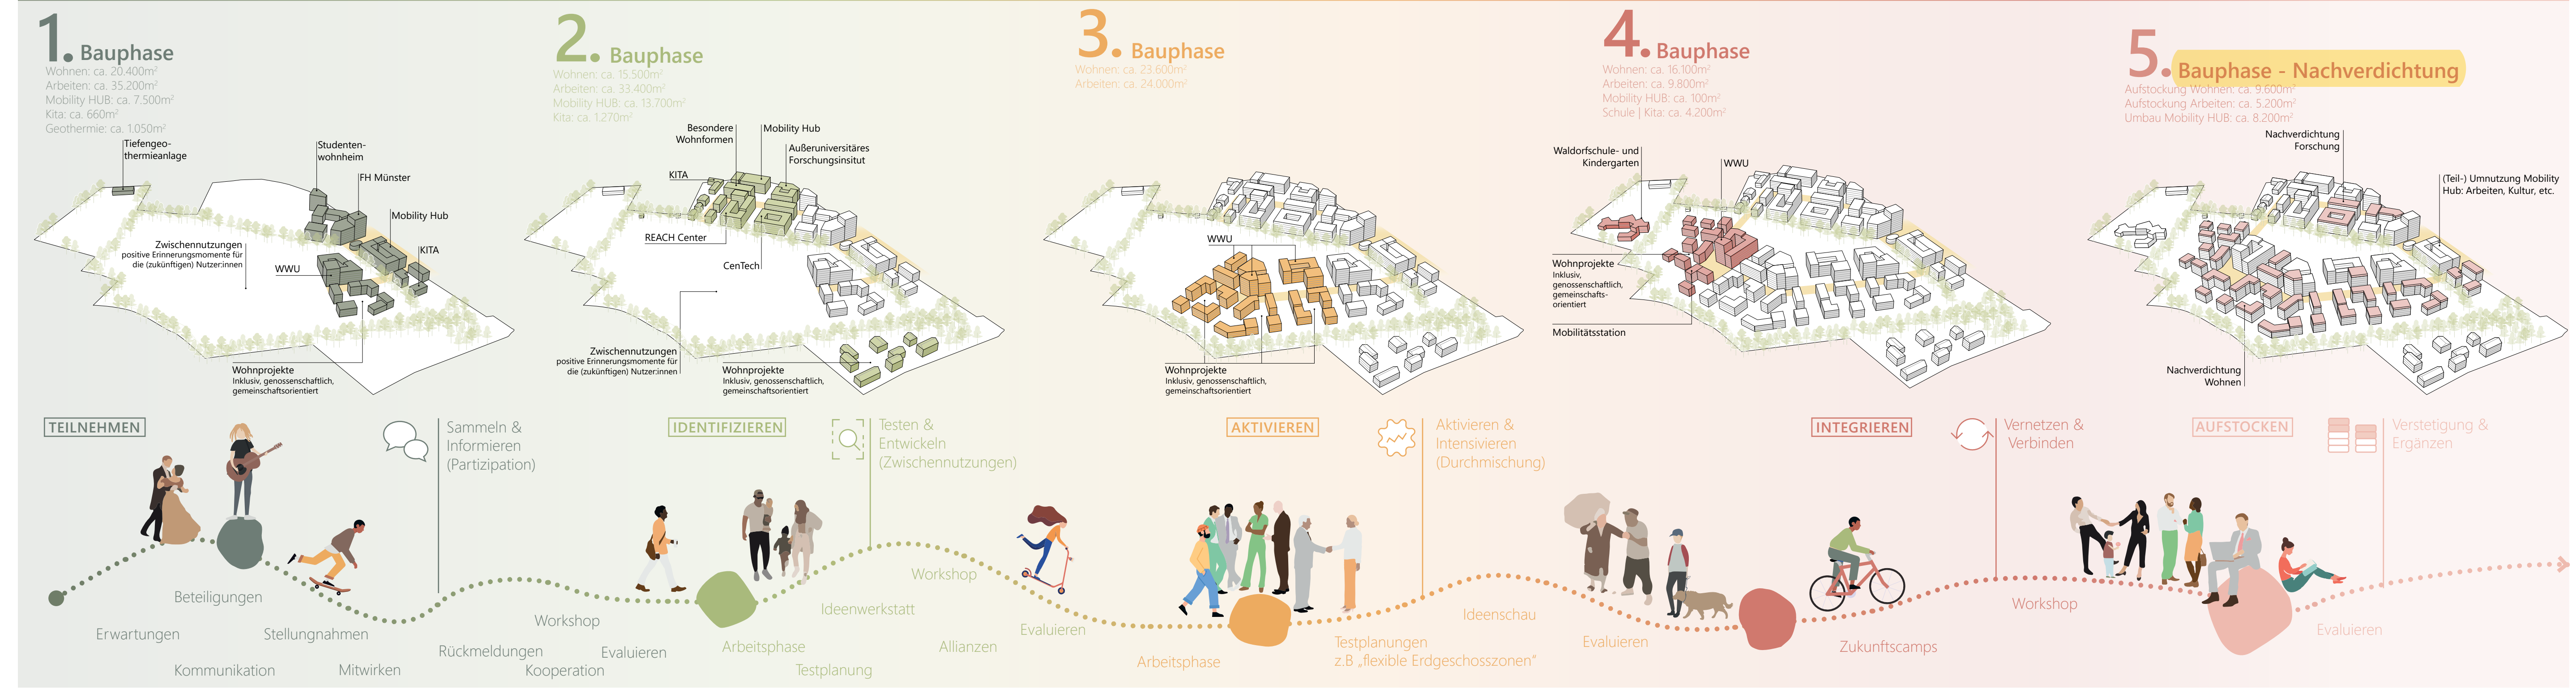 1. Bauphase
Wohnen: ca. 20.400m²
Arbeiten: ca. 35.200m²
Mobility HUB: ca. 7.500m²
Kita: ca. 660m²
Geothermie: ca. 1.050m²
Tiefengeo-
thermieanlage
Studenten-
wohnheim
FH Münster
Mobility Hub
KITA
Zwischennutzungen
positive Erinnerungsmomente für
die (zukünftigen) Nutzer:innen
WWU
Wohnprojekte
Inklusiv, genossenschaftlich,
gemeinschaftsorientiert
2. Bauphase
Wohnen: ca. 15.500m²
Arbeiten: ca. 33.400m²
Mobility HUB: ca. 13.700m²
Kita: ca. 1.270m²
Besondere
Wohnformen
Mobility Hub
Außeruniversitäres
Forschungsinsitut
KITA
REACH Center
CenTech
Zwischennutzungen
positive Erinnerungsmomente für
die (zukünftigen) Nutzer:innen
Wohnprojekte
Inklusiv, genossenschaftlich,
gemeinschaftsorientiert
3. Bauphase
Wohnen: ca. 23.600m²
Arbeiten: ca. 24.000m²
WWU
Wohnprojekte
Inklusiv, genossenschaftlich,
gemeinschaftsorientiert
4. Bauphase
Wohnen: ca. 16.100m²
Arbeiten: ca. 9.800m²
Mobility HUB: ca. 100m²
Schule | Kita: ca. 4.200m²
Waldorfschule- und
Kindergarten
WWU
Wohnprojekte
Inklusiv,
genossenschaftlich,
gemeinschafts-
orientiert
Mobilitätsstation
5. Bauphase - Nachverdichtung
Aufstockung Wohnen: ca. 9.600m²
Aufstockung Arbeiten: ca. 5.200m²
Umbau Mobility HUB: ca. 8.200m²
Nachverdichtung
Forschung
(Teil-) Umnutzung Mobility
Hub: Arbeiten, Kultur, etc.
Nachverdichtung
Wohnen
TEILNEHMEN
Sammeln &
Informieren
(Partizipation)
IDENTIFIZIEREN
Testen &
Entwickeln
(Zwischennutzungen)
AKTIVIEREN
Aktivieren &
Intensivieren
(Durchmischung)
INTEGRIEREN
Vernetzen &
Verbinden
AUFSTOCKEN
Verstetigung &
Ergänzen
Erwartungen
Beteiligungen
Kommunikation
Stellungnahmen
Mitwirken
Rückmeldungen
Workshop
Kooperation
Evaluieren
Arbeitsphase
Testplanung
Ideenwerkstatt
Workshop
Allianzen
Evaluieren
Arbeitsphase
Testplanungen
z.B „flexible Erdgeschosszonen“
Ideenschau
Evaluieren
Zukunftscamps
Workshop
Evaluieren